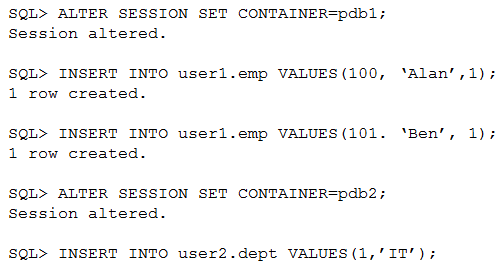 SQL> ALTER SESSION SET CONTAINER=pdb1;
Session altered.
SQL> INSERT INTO user1.emp VALUES(100, ‘Alan’,1);
1 row created.
SQL> INSERT INTO user1.emp VALUES(101. ‘Ben’, 1);
1 row created.
SQL> ALTER SESSION SET CONTAINER=pdb2;
Session altered.
SQL> INSERT INTO user2.dept VALUES(1,’IT’);